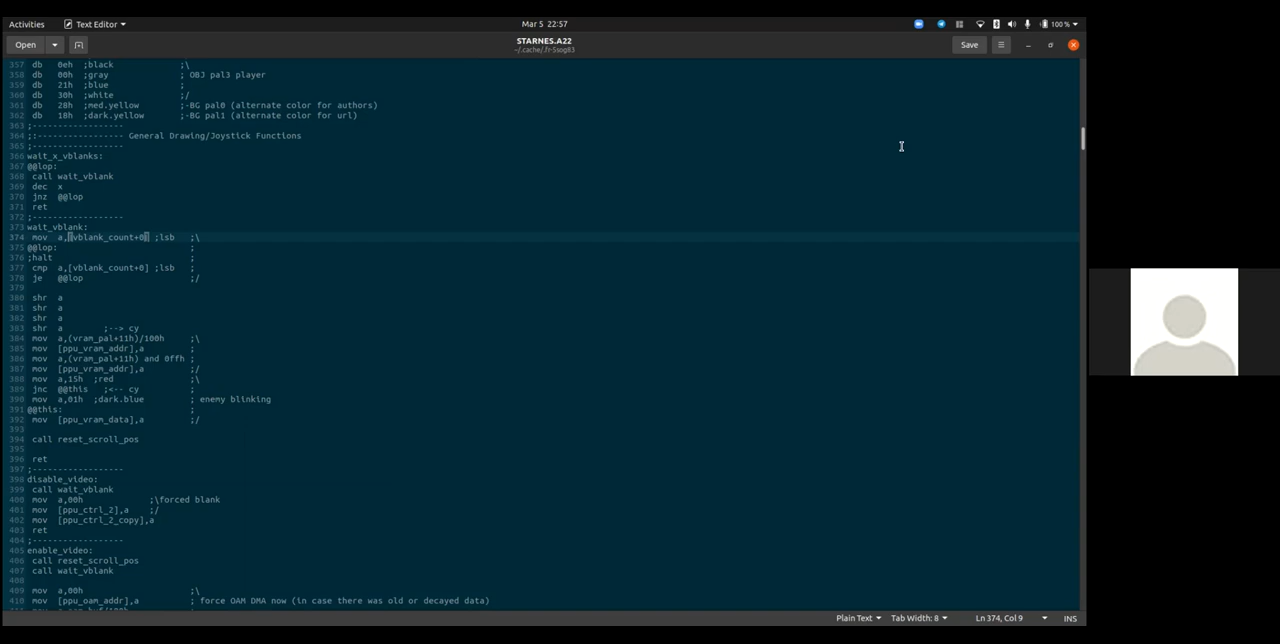 Activities Text Editor Mar 5 22:57 100 %
Open STARNES.A22 Save
357 db 0eh ;black ;\
358 db 00h ;gray ; OBJ pal3 player
359 db 21h ;blue ;
360 db 30h ;white ;/
361 db 28h ;med.yellow ;-BG pal0 (alternate color for authors)
362 db 18h ;dark.yellow ;-BG pal1 (alternate color for url)
363 ;------------------
364 ;:----------------- General Drawing/Joystick Functions
365 ;------------------
366 wait_x_vblanks:
367 @@lop:
368 call wait_vblank
369 dec x
370 jnz @@lop
371 ret
372 ;------------------
373 wait_vblank:
374 mov a,[vblank_count+0] ;lsb ;\
375 @@lop: ;
376 ;halt ;
377 cmp a,[vblank_count+0] ;lsb ;
378 je @@lop ;/
379
380 shr a
381 shr a
382 shr a
383 shr a ;--> cy
384 mov a,(vram_pal+11h)/100h ;\
385 mov [ppu_vram_addr],a ;
386 mov a,(vram_pal+11h) and 0ffh ;
387 mov [ppu_vram_addr],a ;/
388 mov a,15h ;red ;\
389 jnc @@this ;<-- cy ;
390 mov a,01h ;dark.blue ; enemy blinking
391 @@this: ;
392 mov [ppu_vram_data],a ;/
393
394 call reset_scroll_pos
395
396 ret
397 ;------------------
398 disable_video:
399 call wait_vblank
400 mov a,00h ;\forced blank
401 mov [ppu_ctrl_2],a ;/
402 mov [ppu_ctrl_2_copy],a
403 ret
404 ;------------------
405 enable_video:
406 call reset_scroll_pos
407 call wait_vblank
408
409 mov a,00h ;\
410 mov [ppu_oam_addr],a ; force OAM DMA now (in case there was old or decayed data)
Plain Text Tab Width: 8 Ln 374, Col 9 INS